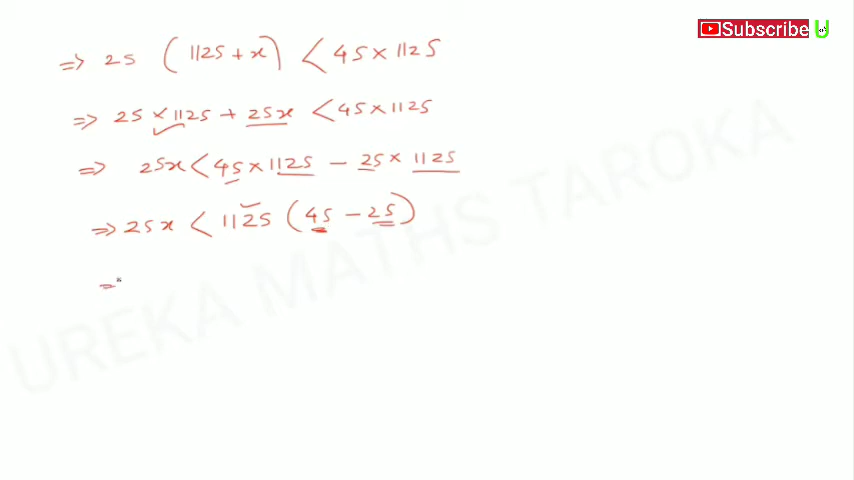 Subscribe U
⇒ 25 (1125 + x) < 45 × 1125
⇒ 25 × 1125 + 25x < 45 × 1125
⇒ 25x < 45 × 1125 − 25 × 1125
⇒ 25x < 1125 (45 − 25)
=
UREKA MATHS TAROKA